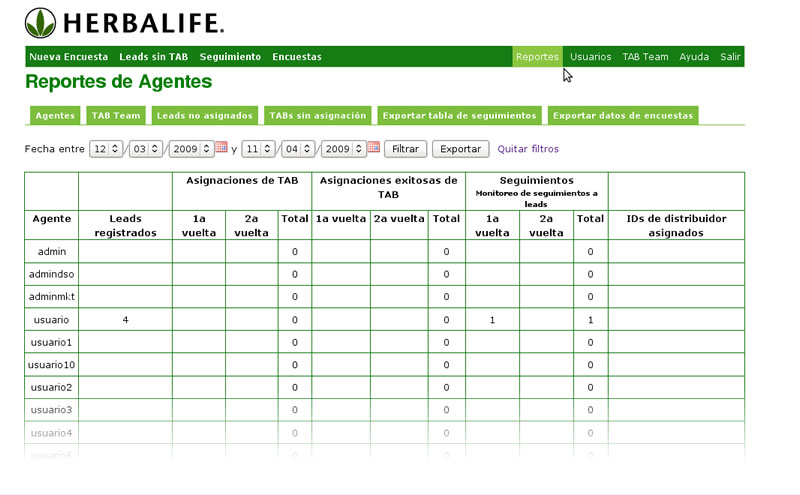 HERBALIFE.
Nueva Encuesta Leads sin TAB Seguimiento Encuestas Reportes Usuarios TAB Team Ayuda Salir
Reportes de Agentes
Agentes TAB Team Leads no asignados TABs sin asignación Exportar tabla de seguimientos Exportar datos de encuestas
Fecha entre 12 / 03 / 2009 y 11 / 04 / 2009 Filtrar Exportar Quitar filtros
Asignaciones de TAB Asignaciones exitosas de TAB Seguimientos
Monitoreo de seguimientos a leads
Agente Leads registrados 1a vuelta 2a vuelta Total 1a vuelta 2a vuelta Total 1a vuelta 2a vuelta Total IDs de distribuidor asignados
admin 0 0 0
admindso 0 0 0
adminmkt 0 0 0
usuario 4 0 0 1 1
usuario1 0 0 0
usuario10 0 0 0
usuario2 0 0 0
usuario3 0 0 0
usuario4 0 0 0
usuario5 0 0 0